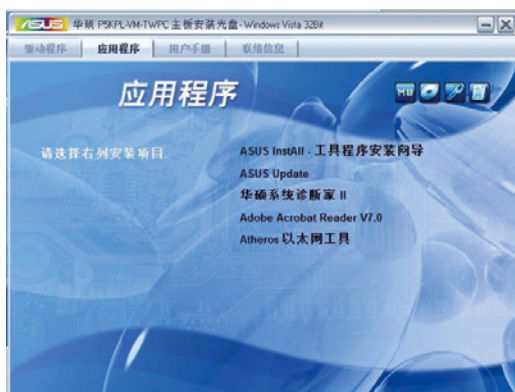 ASUS 华硕 P5KPL-VM-TWPC 主板安装光盘 - Windows Vista 32Bit
驱动程序 应用程序 用户手册 联络信息
应用程序
MB
请选择右列安装项目.
ASUS InstAll - 工具程序安装向导
ASUS Update
华硕系统诊断家 II
Adobe Acrobat Reader V7.0
Atheros 以太网工具